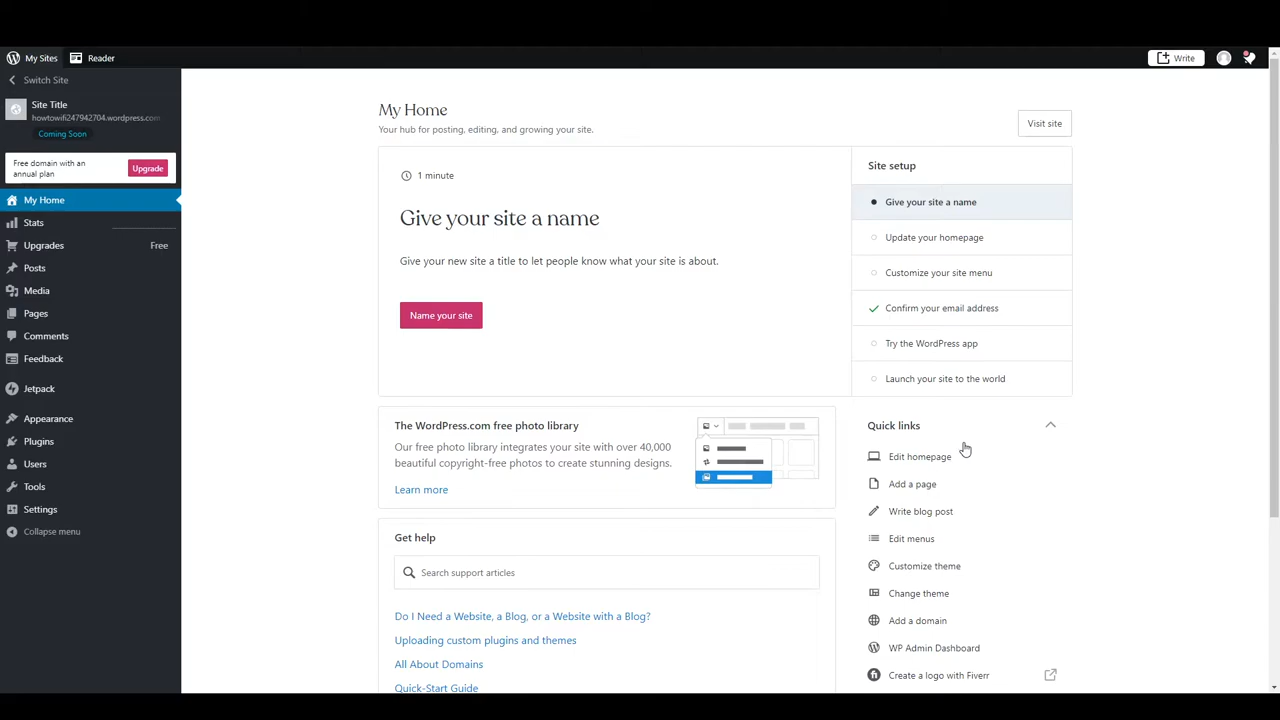 My Sites
Reader
Write
Switch Site
Site Title
howtowifi247942704.wordpress.com
Coming Soon
Free domain with an
annual plan
Upgrade
My Home
Stats
Upgrades
Free
Posts
Media
Pages
Comments
Feedback
Jetpack
Appearance
Plugins
Users
Tools
Settings
Collapse menu
My Home
Your hub for posting, editing, and growing your site.
Visit site
1 minute
Give your site a name
Give your new site a title to let people know what your site is about.
Name your site
Site setup
Give your site a name
Update your homepage
Customize your site menu
Confirm your email address
Try the WordPress app
Launch your site to the world
The WordPress.com free photo library
Our free photo library integrates your site with over 40,000
beautiful copyright-free photos to create stunning designs.
Learn more
Get help
Search support articles
Do I Need a Website, a Blog, or a Website with a Blog?
Uploading custom plugins and themes
All About Domains
Quick-Start Guide
Quick links
Edit homepage
Add a page
Write blog post
Edit menus
Customize theme
Change theme
Add a domain
WP Admin Dashboard
Create a logo with Fiverr